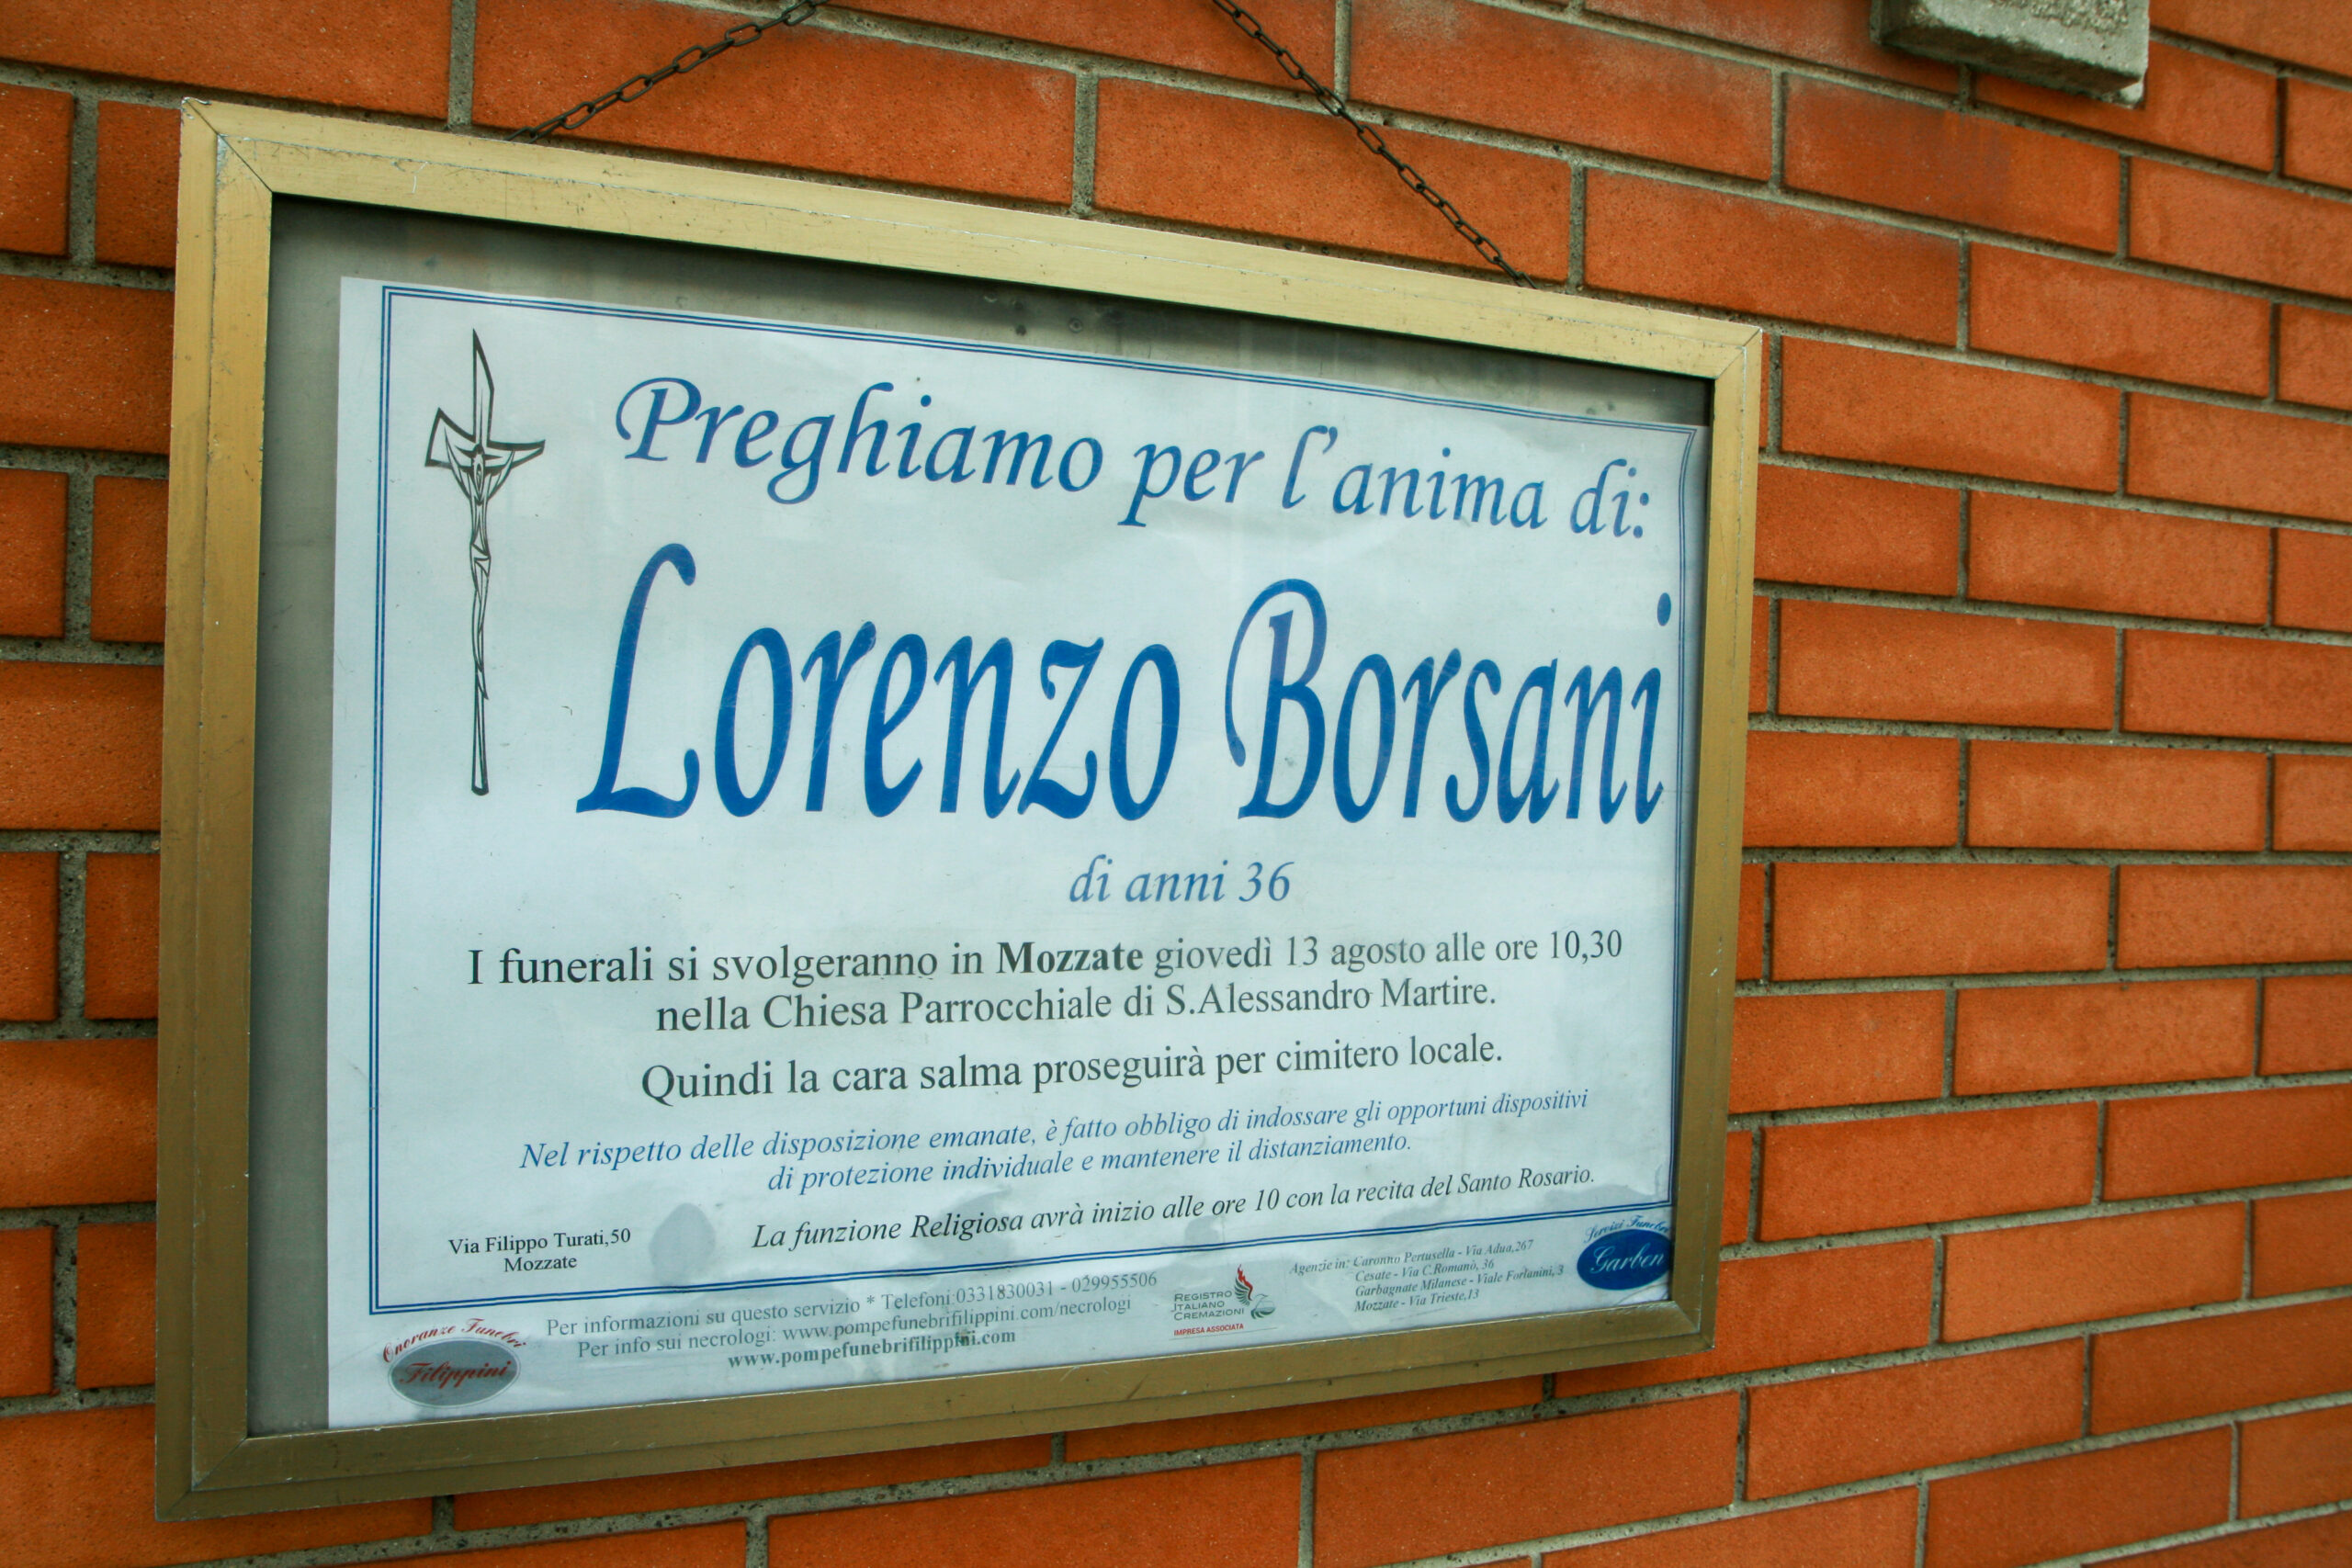 Preghiamo per l'anima di:
Lorenzo Borsani
di anni 36
I funerali si svolgeranno in Mozzate giovedì 13 agosto alle ore 10,30
nella Chiesa Parrocchiale di S.Alessandro Martire.
Quindi la cara salma proseguirà per cimitero locale.
Nel rispetto delle disposizione emanate, è fatto obbligo di indossare gli opportuni dispositivi
di protezione individuale e mantenere il distanziamento.
La funzione Religiosa avrà inizio alle ore 10 con la recita del Santo Rosario.
Via Filippo Turati,50
Mozzate
Onoranze Funebri
Filippini
Per informazioni su questo servizio * Telefoni:0331830031 - 029955506
Per info sui necrologi: www.pompefunebrifilippini.com/necrologi
www.pompefunebrifilippini.com
REGISTRO
ITALIANO
CREMAZIONI
IMPRESA ASSOCIATA
Agenzie in: Caronno Pertusella - Via Adua,267
Cesate - Via C.Romanò, 36
Garbagnate Milanese - Viale Forlanini, 3
Mozzate - Via Trieste,13
Servizi Funebri
Garben